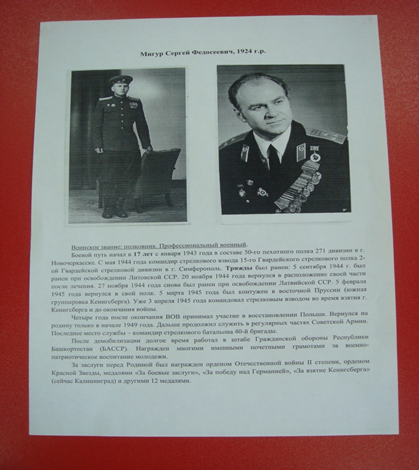 Мигур Сергей Федосеевич, 1924 г.р.
Воинское звание: полковник. Профессиональный военный.
Боевой путь начал в 17 лет с января 1943 года в составе 50-го пехотного полка 271 дивизии в г.
Новочеркасске. С мая 1944 года командир стрелкового взвода 15-го Гвардейского стрелкового полка 2-
ой Гвардейской стрелковой дивизии в г. Симферополь. Трижды был ранен: 5 сентября 1944 г. был
ранен при освобождении Литовской ССР. 20 ноября 1944 года вернулся в расположение своей части
после лечения. 27 ноября 1944 года снова был ранен при освобождении Латвийской ССР. 5 февраля
1945 года вернулся в свой полк. 5 марта 1945 года был контужен в восточной Пруссии (южная
группировка Кенигсберга). Уже 3 апреля 1945 года командовал стрелковым взводом во время взятия г.
Кенигсберга и до окончания войны.
Четыре года после окончания ВОВ принимал участие в восстановлении Польши. Вернулся на
родину только в начале 1949 года. Дальше продолжил служить в регулярных частях Советской Армии.
Последнее место службы – командир стрелкового батальона 60-й бригады.
После демобилизации долгое время работал в штабе Гражданской обороны Республики
Башкортостан (БАССР). Награжден многими именными почетными грамотами за военно-
патриотическое воспитание молодежи.
За заслуги перед Родиной был награжден орденом Отечественной войны II степени, орденом
Красной Звезды, медалями «За боевые заслуги», «За победу над Германией», «За взятие Кенигсберга»
(сейчас Калининград) и другими 12 медалями.